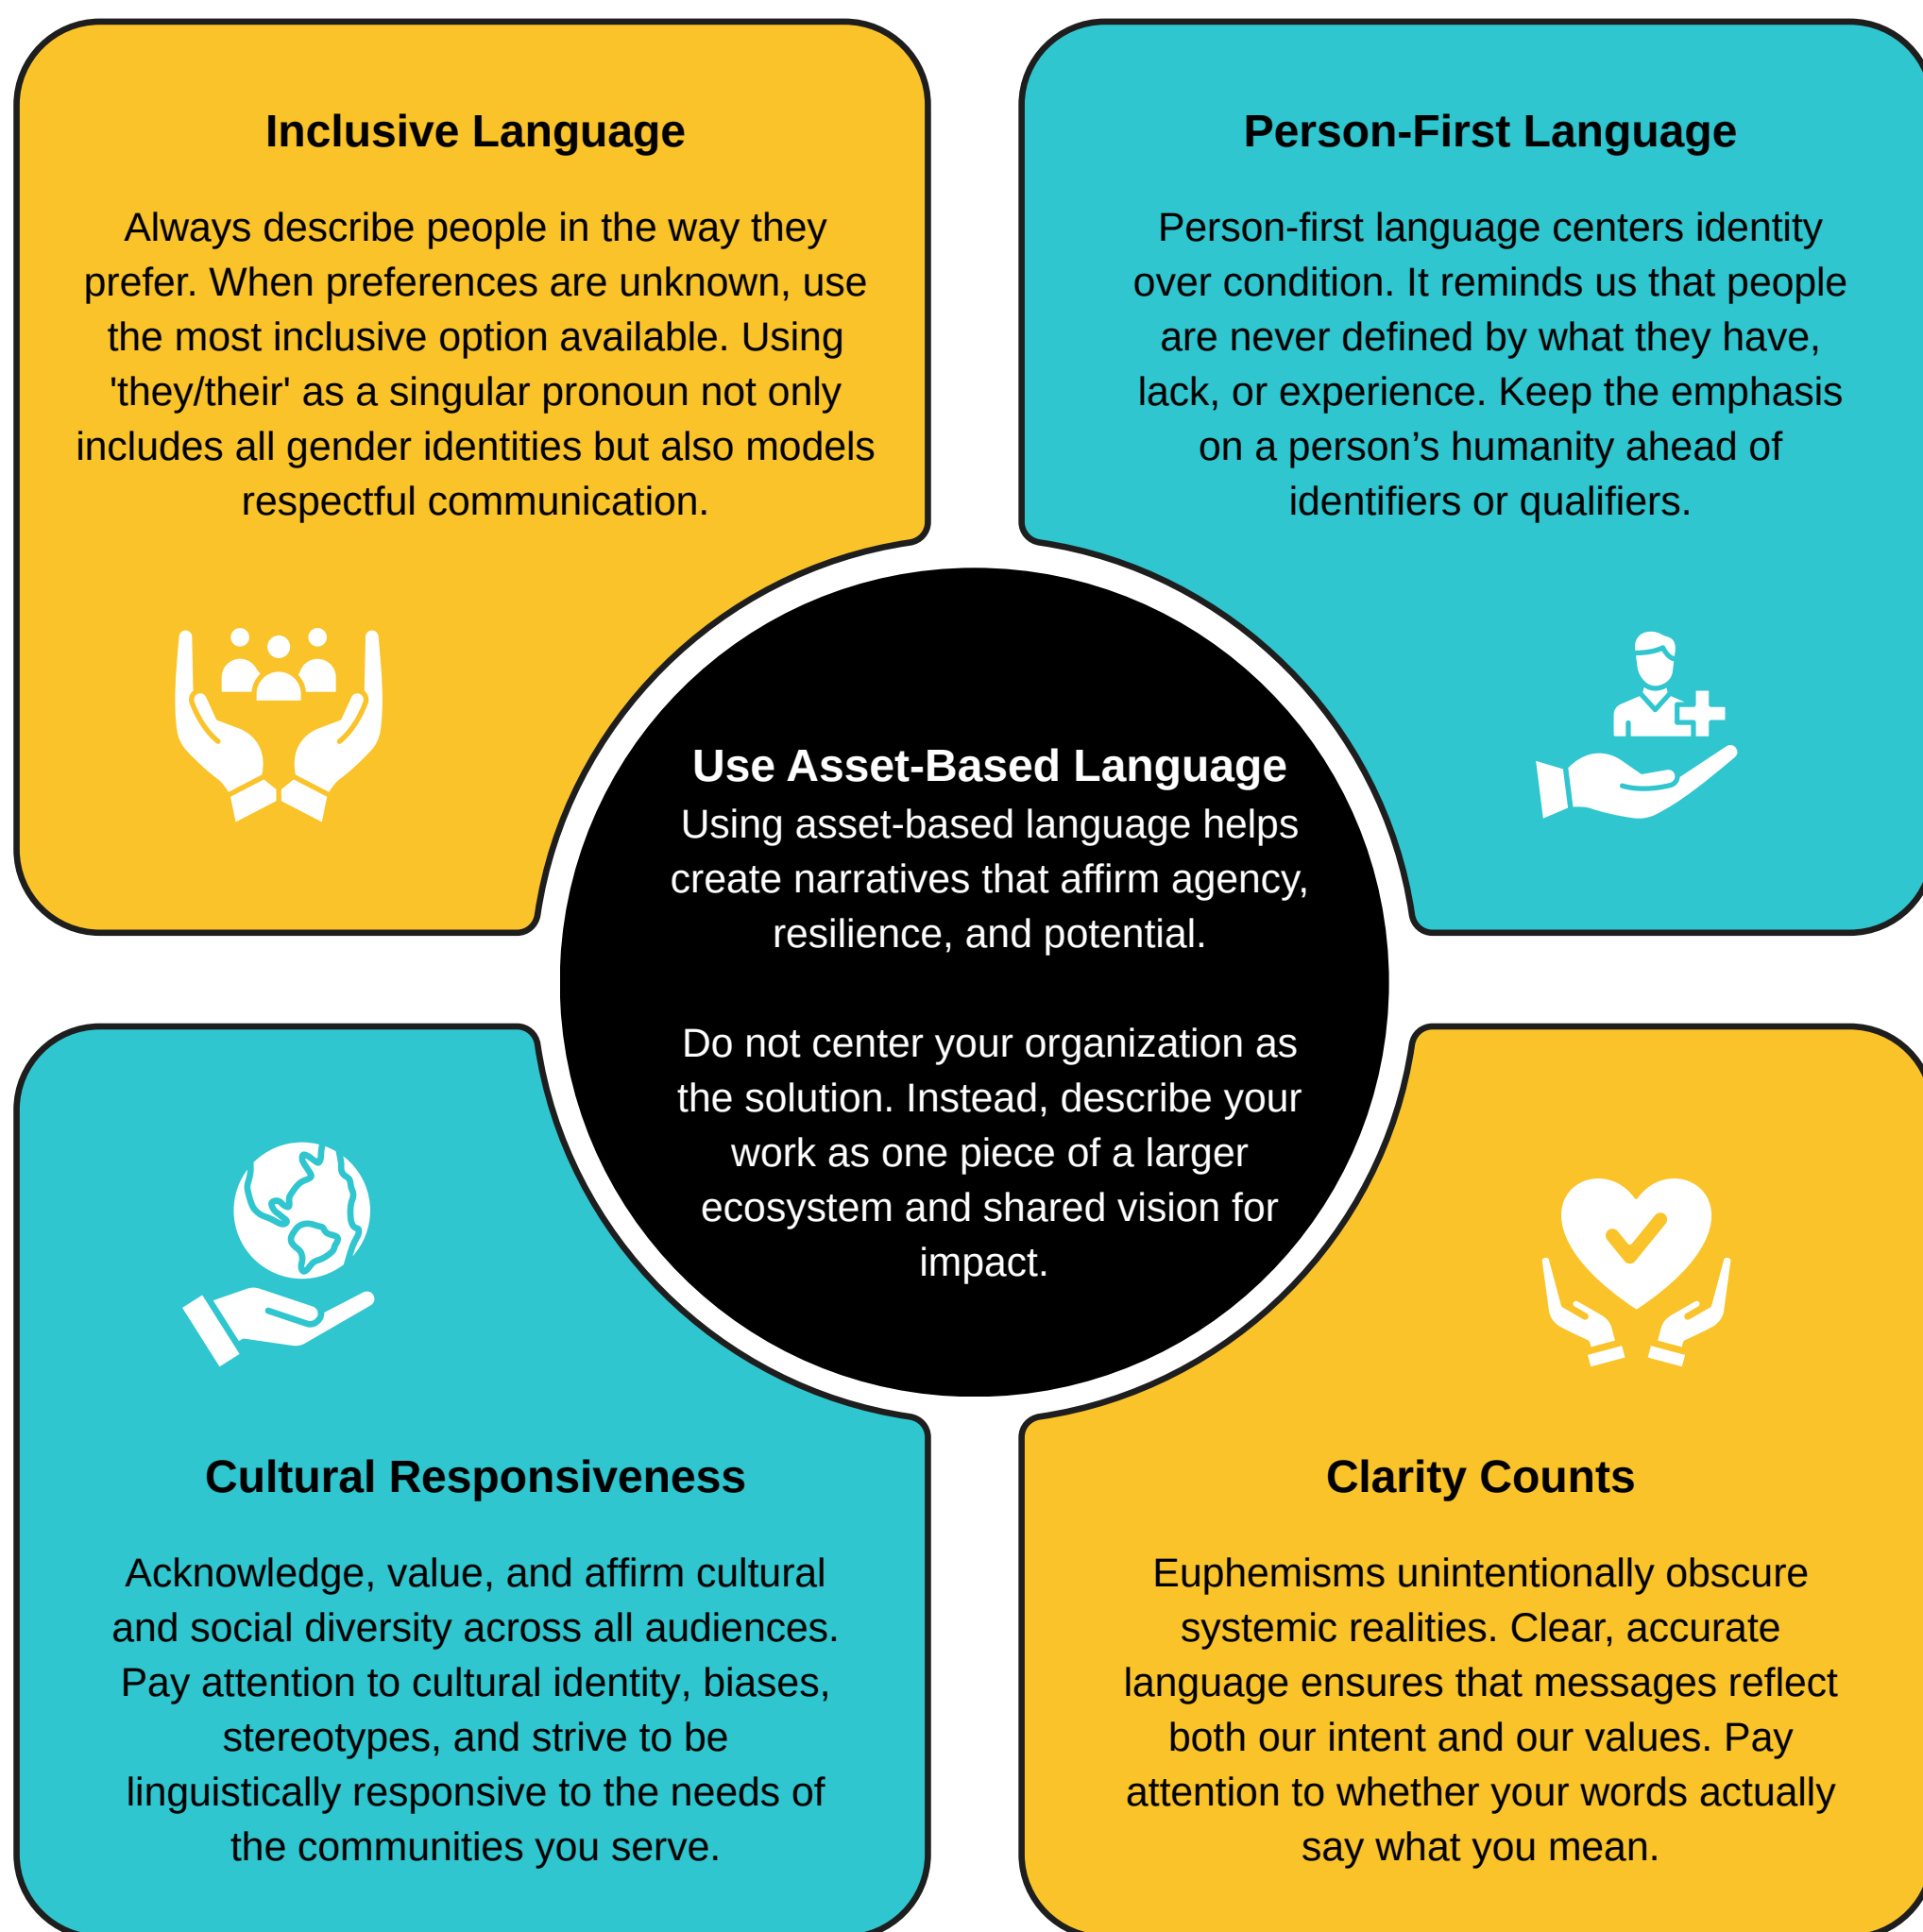 Inclusive Language
Always describe people in the way they
prefer. When preferences are unknown, use
the most inclusive option available. Using
'they/their' as a singular pronoun not only
includes all gender identities but also models
respectful communication.
Person-First Language
Person-first language centers identity
over condition. It reminds us that people
are never defined by what they have,
lack, or experience. Keep the emphasis
on a person’s humanity ahead of
identifiers or qualifiers.
Use Asset-Based Language
Using asset-based language helps
create narratives that affirm agency,
resilience, and potential.
Do not center your organization as
the solution. Instead, describe your
work as one piece of a larger
ecosystem and shared vision for
impact.
Cultural Responsiveness
Acknowledge, value, and affirm cultural
and social diversity across all audiences.
Pay attention to cultural identity, biases,
stereotypes, and strive to be
linguistically responsive to the needs of
the communities you serve.
Clarity Counts
Euphemisms unintentionally obscure
systemic realities. Clear, accurate
language ensures that messages reflect
both our intent and our values. Pay
attention to whether your words actually
say what you mean.